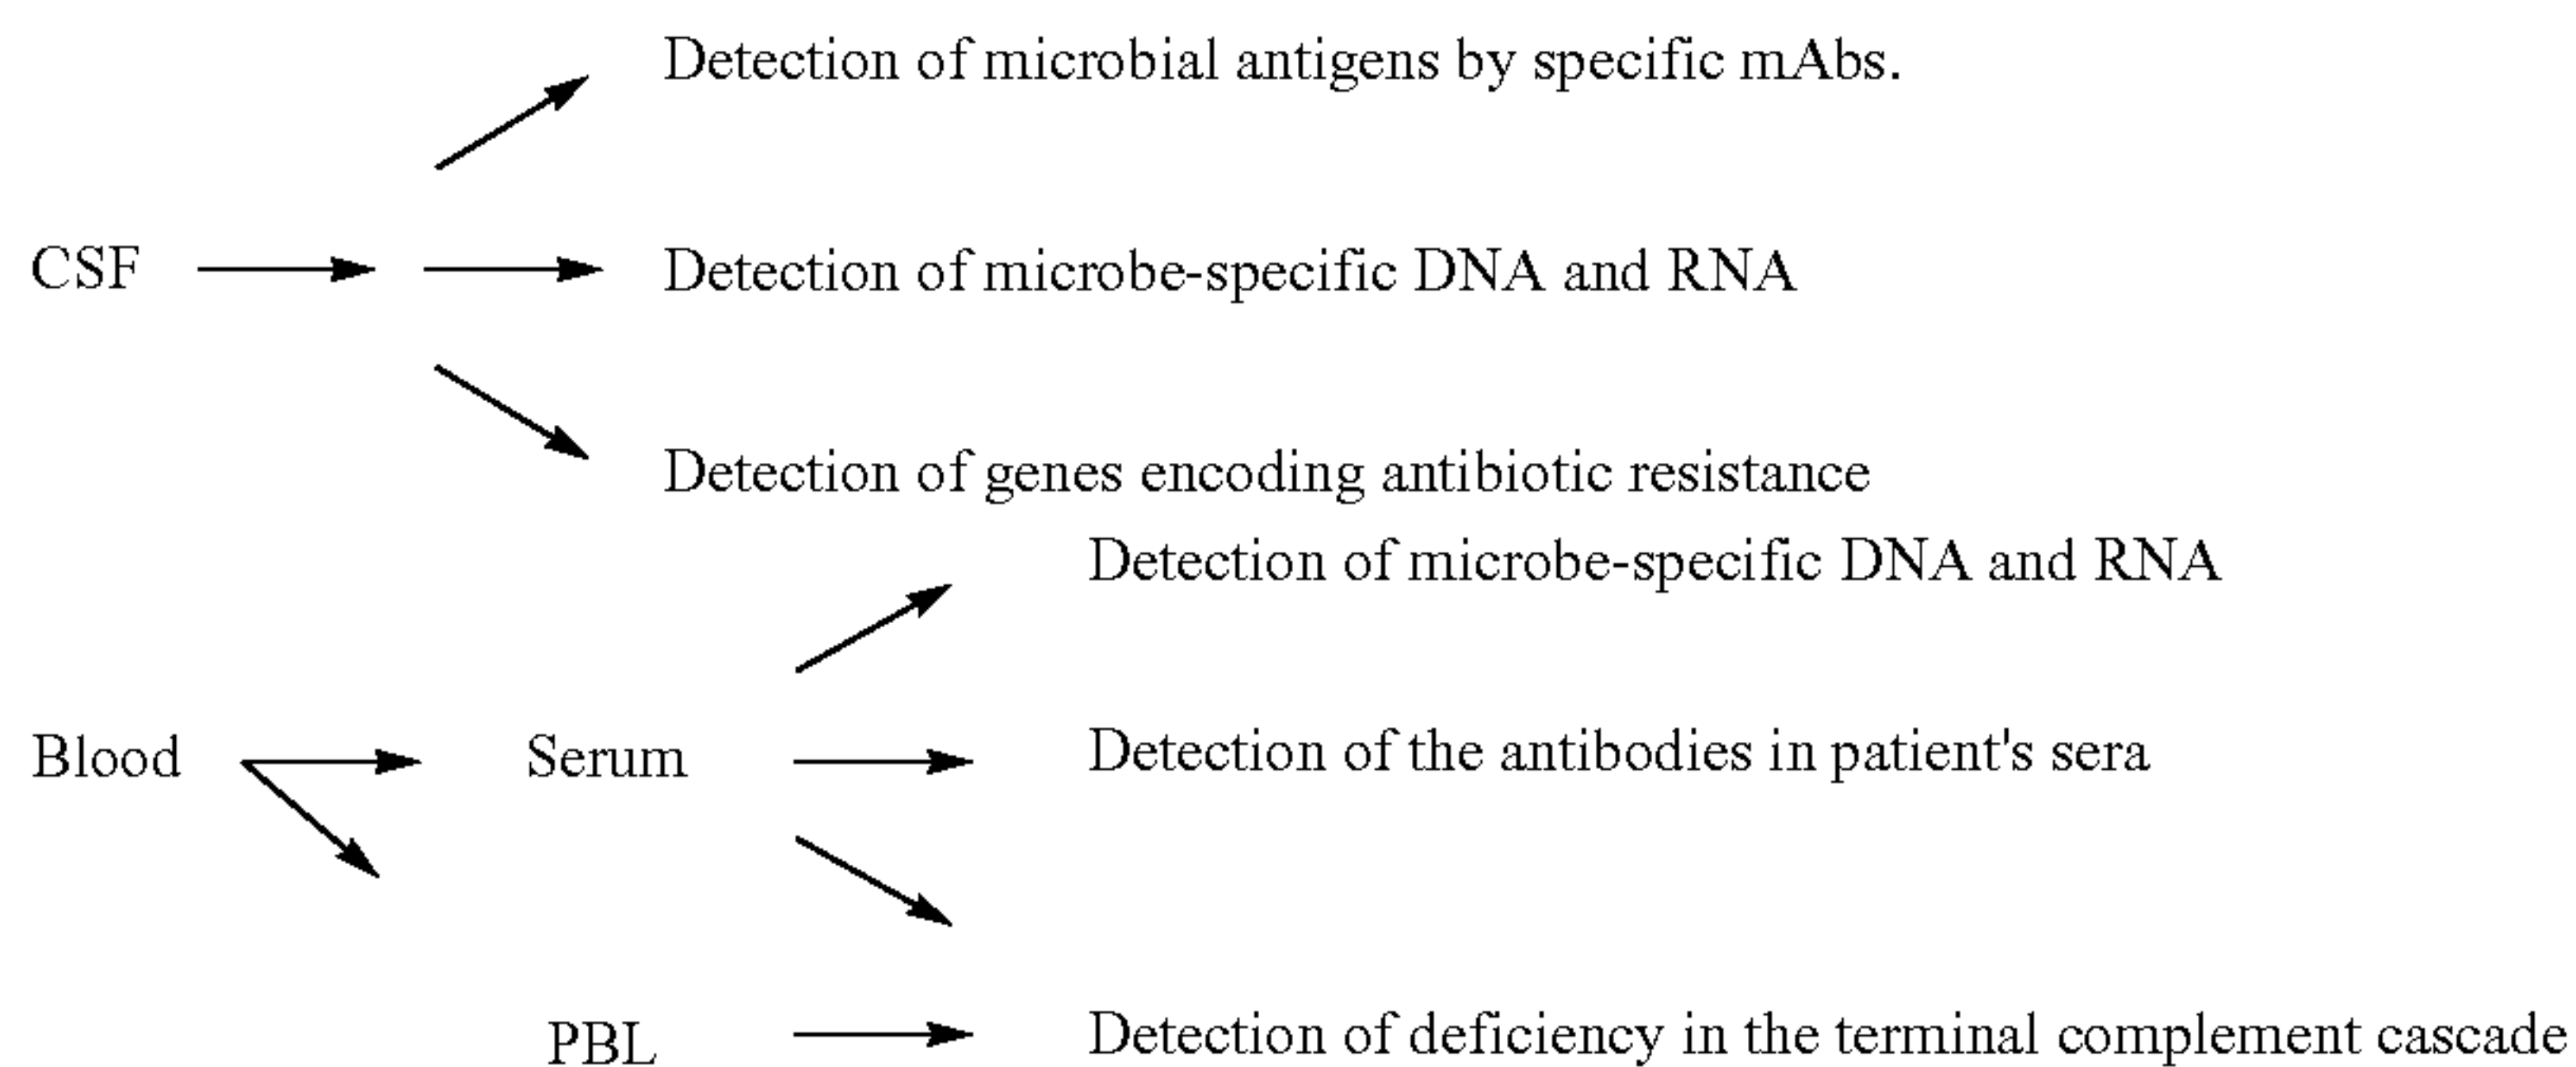 Detection of microbial antigens by specific mAbs.
CSF
Detection of microbe-specific DNA and RNA
Detection of genes encoding antibiotic resistance
Detection of microbe-specific DNA and RNA
Blood
Serum
Detection of the antibodies in patient's sera
PBL
Detection of deficiency in the terminal complement cascade